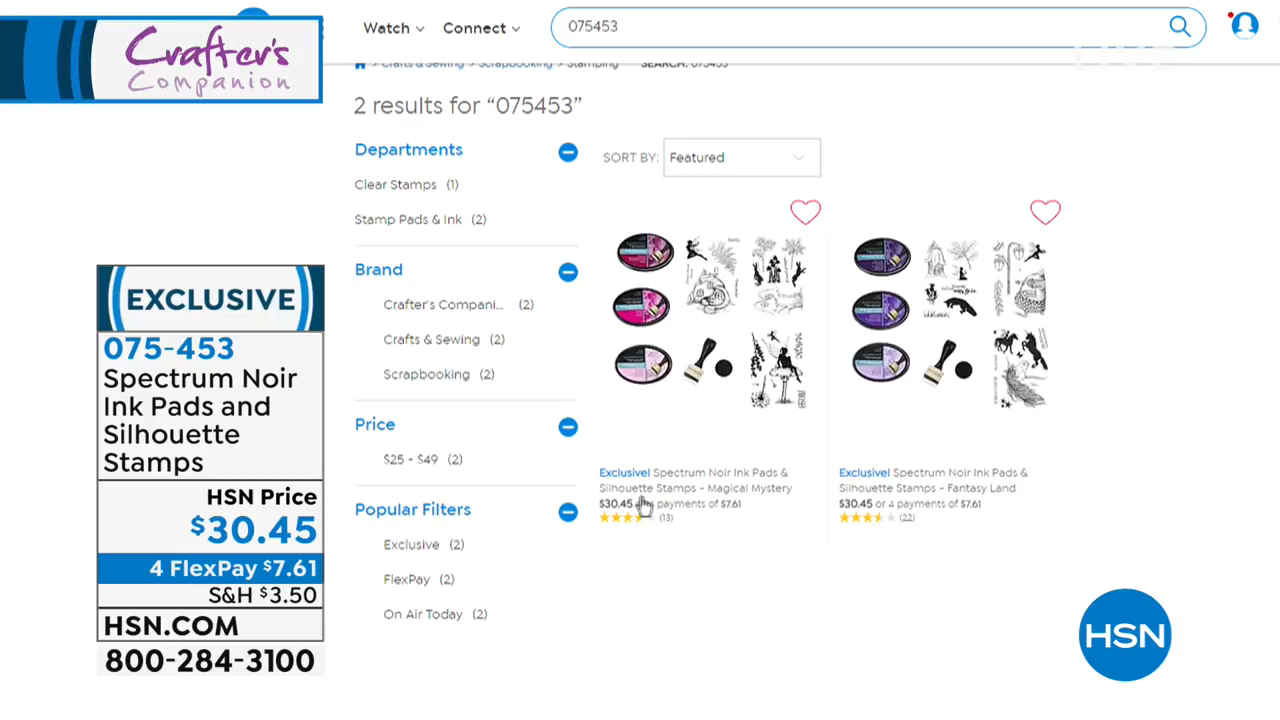 Crafter's
Companion
Watch
Connect
075453
LIVE
> Crafts & Sewing > Scrapbooking > Stamping SEARCH: 075453
2 results for “075453”
Departments
Clear Stamps (1)
Stamp Pads & Ink (2)
Brand
Crafter's Compani... (2)
Crafts & Sewing (2)
Scrapbooking (2)
Price
$25 - $49 (2)
Popular Filters
Exclusive (2)
FlexPay (2)
On Air Today (2)
SORT BY: Featured
Exclusive! Spectrum Noir Ink Pads &
Silhouette Stamps - Magical Mystery
$30.45 payments of $7.61
(13)
Exclusive! Spectrum Noir Ink Pads &
Silhouette Stamps - Fantasy Land
$30.45 or 4 payments of $7.61
(22)
EXCLUSIVE
075-453
Spectrum Noir
Ink Pads and
Silhouette
Stamps
HSN Price
$30.45
4 FlexPay $7.61
S&H $3.50
HSN.COM
800-284-3100
HSN